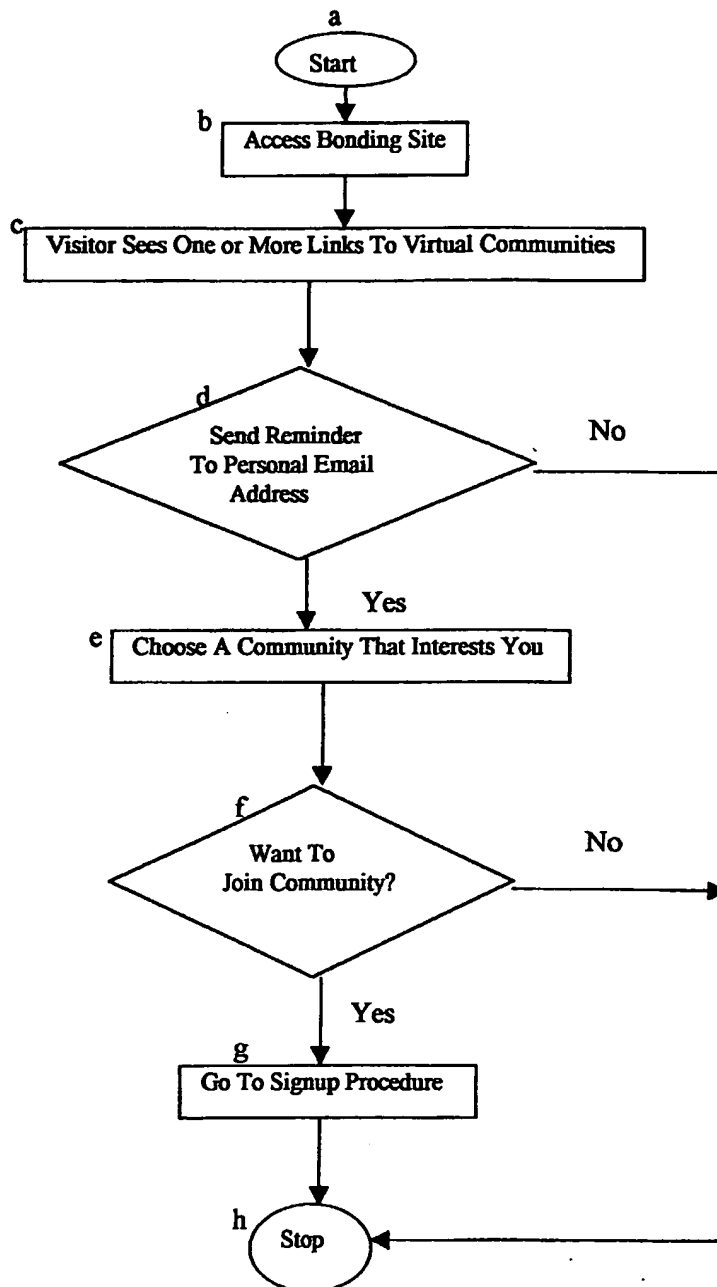 a
Start
b
Access Bonding Site
c
Visitor Sees One or More Links To Virtual Communities
d
Send Reminder
To Personal Email
Address
No
Yes
e
Choose A Community That Interests You
f
Want To
Join Community?
No
Yes
g
Go To Signup Procedure
h
Stop